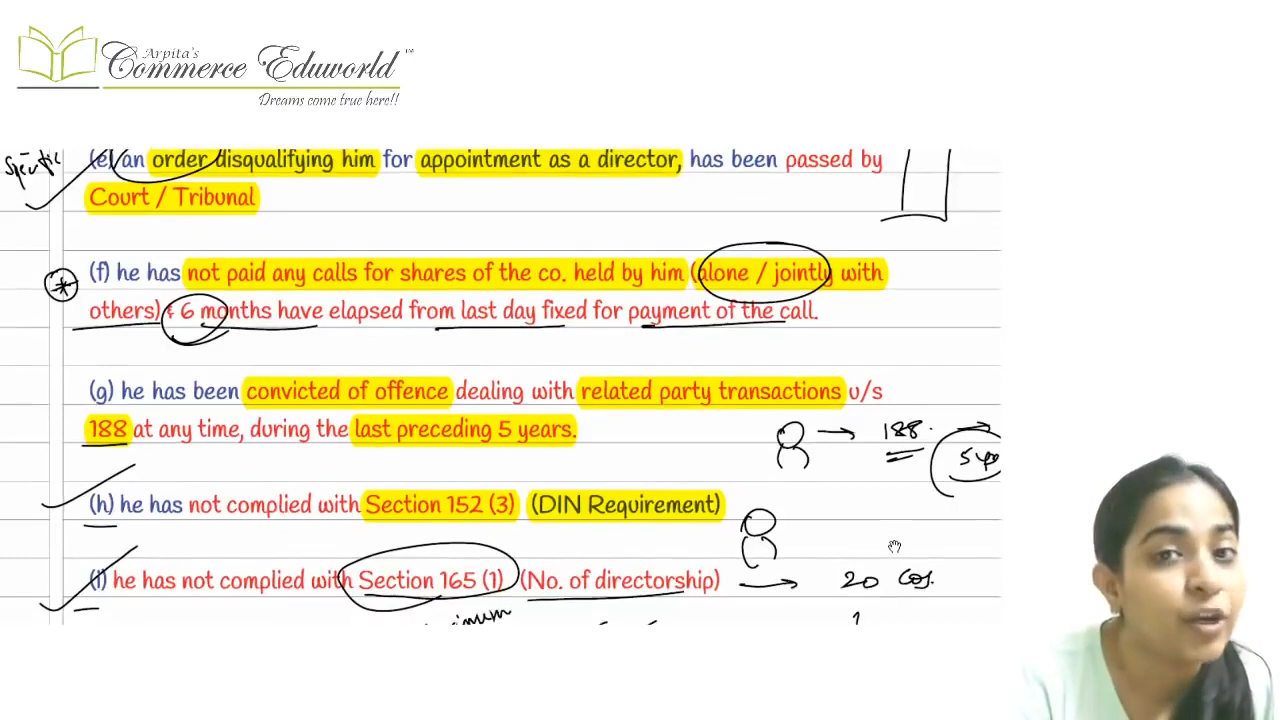 Arpita's
Commerce Eduworld™
Dreams come true here!!
(e) an order disqualifying him for appointment as a director, has been passed by
Court / Tribunal
(f) he has not paid any calls for shares of the co. held by him (alone / jointly with
others) & 6 months have elapsed from last day fixed for payment of the call.
(g) he has been convicted of offence dealing with related party transactions u/s
188 at any time, during the last preceding 5 years.
188.
(h) he has not complied with Section 152 (3) (DIN Requirement)
(i) he has not complied with Section 165 (1) (No. of directorship)
20 cos.